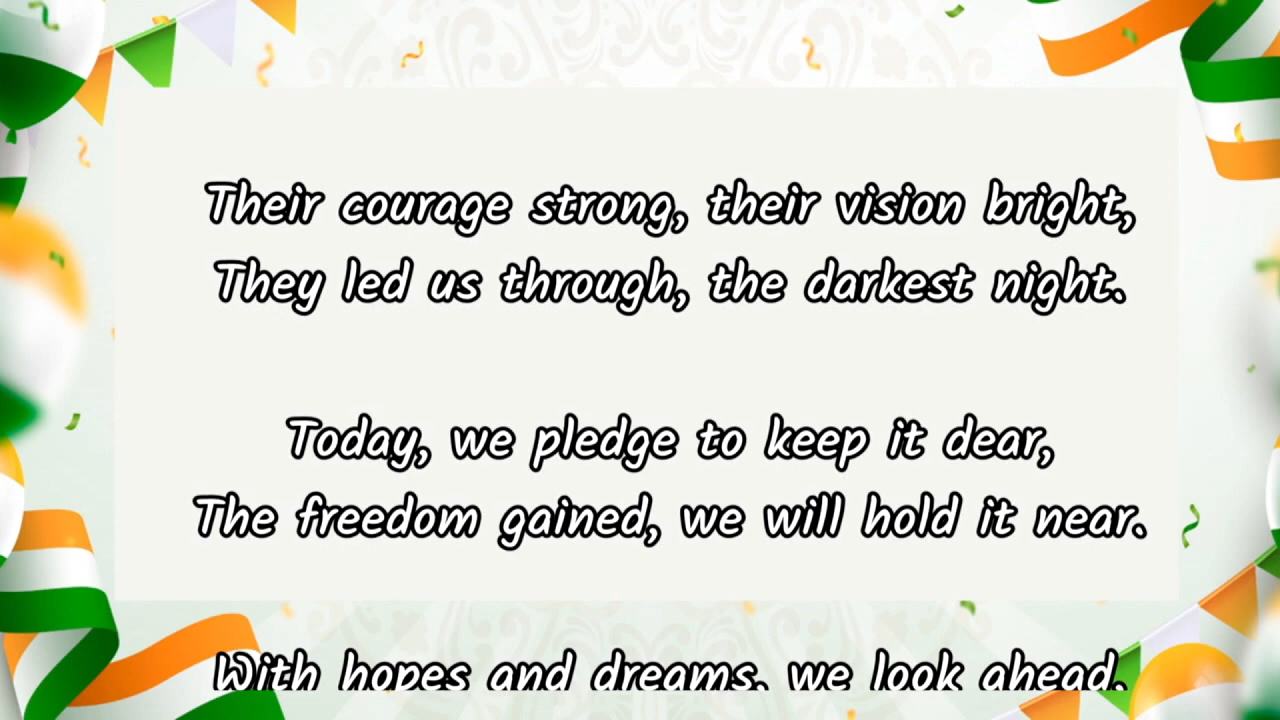 Their courage strong, their vision bright,
They led us through, the darkest night.
Today, we pledge to keep it dear,
The freedom gained, we will hold it near.
With hopes and dreams, we look ahead,